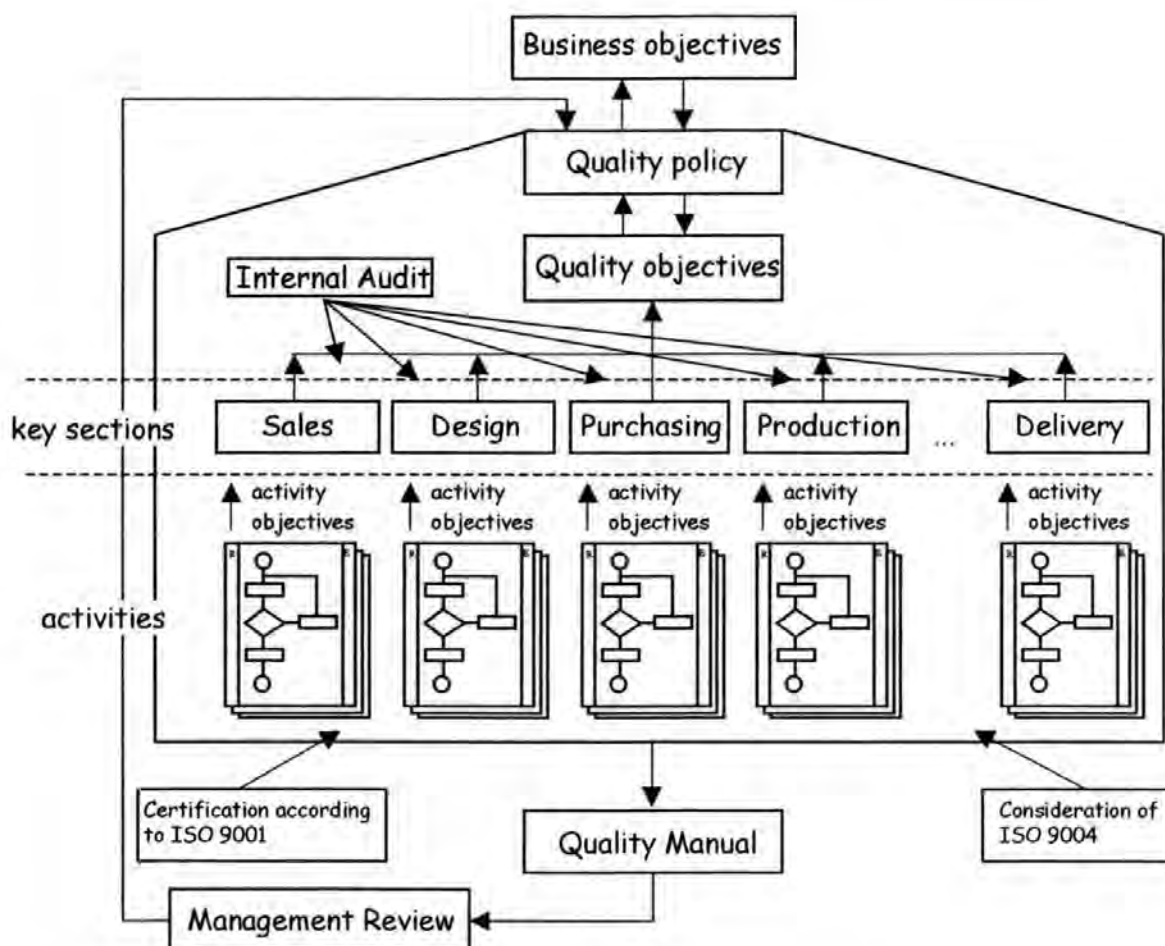 Business objectives
Quality policy
Quality objectives
Internal Audit
key sections
Sales
Design
Purchasing
Production
...
Delivery
activity
objectives
activity
objectives
activity
objectives
activity
objectives
activity
objectives
activities
Certification according
to ISO 9001
Quality Manual
Consideration of
ISO 9004
Management Review